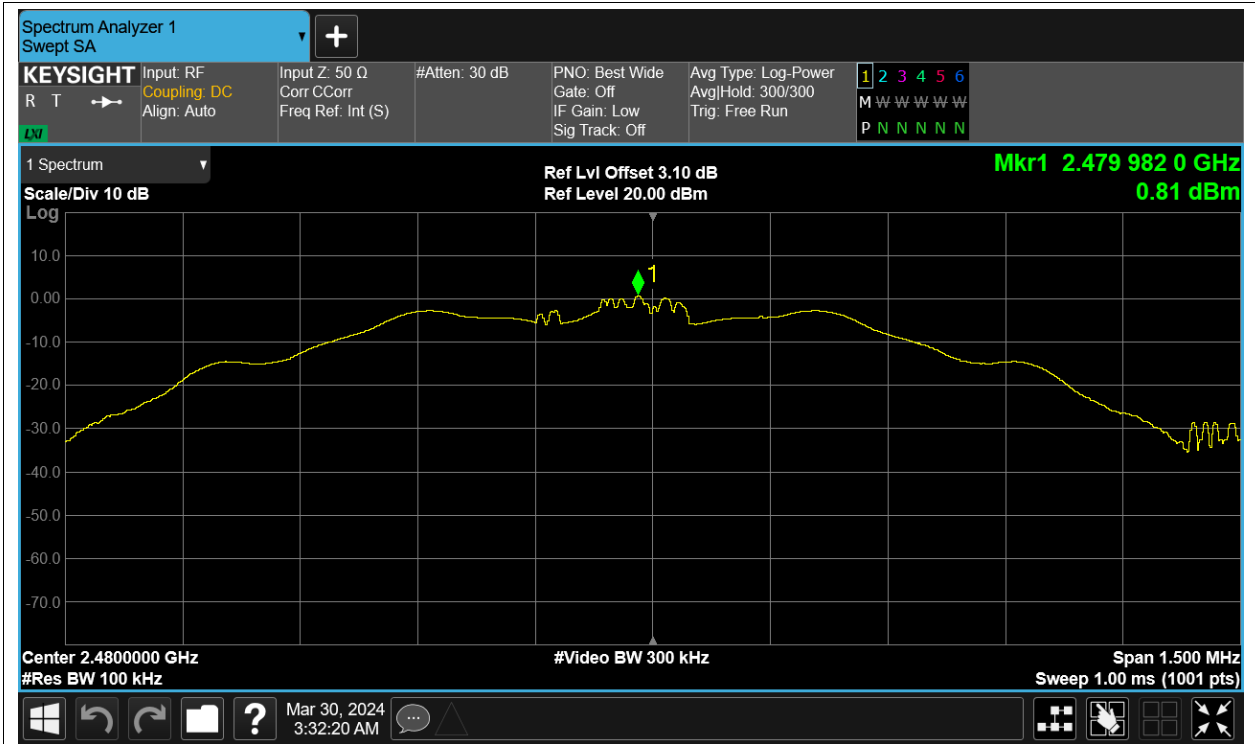 Spectrum Analyzer 1
Swept SA
KEYSIGHT
R T
LXI
Input: RF
Coupling: DC
Align: Auto
Input Z: 50 Ω
Corr CCorr
Freq Ref: Int (S)
#Atten: 30 dB
PNO: Best Wide
Gate: Off
IF Gain: Low
Sig Track: Off
Avg Type: Log-Power
Avg|Hold: 300/300
Trig: Free Run
1 2 3 4 5 6
M W W W W W
P N N N N N
1 Spectrum
Scale/Div 10 dB
Ref Lvl Offset 3.10 dB
Ref Level 20.00 dBm
Mkr1 2.479 982 0 GHz
0.81 dBm
Log
10.0
0.00
-10.0
-20.0
-30.0
-40.0
-50.0
-60.0
-70.0
1
Center 2.4800000 GHz
#Res BW 100 kHz
#Video BW 300 kHz
Span 1.500 MHz
Sweep 1.00 ms (1001 pts)
?
Mar 30, 2024
3:32:20 AM